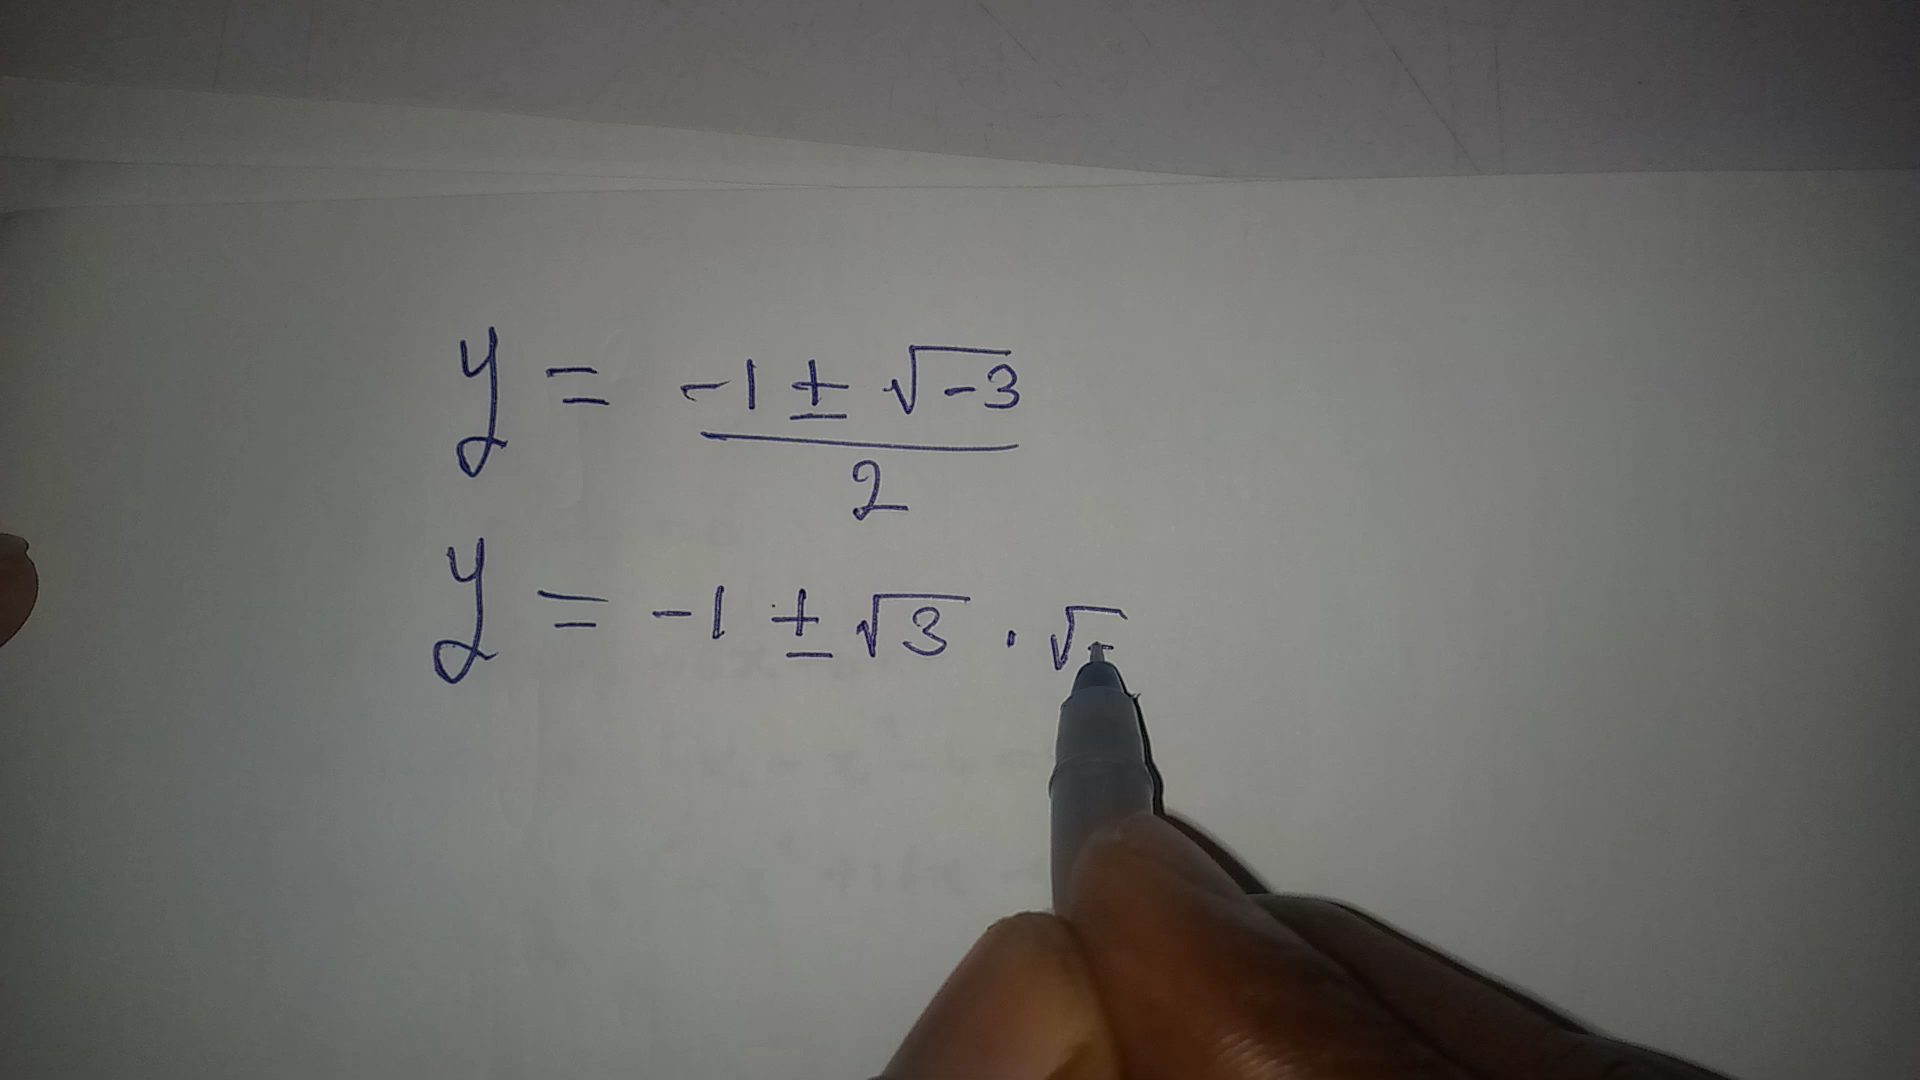 y = (-1 ± √-3) / 2
y = -1 ± √3 · √-